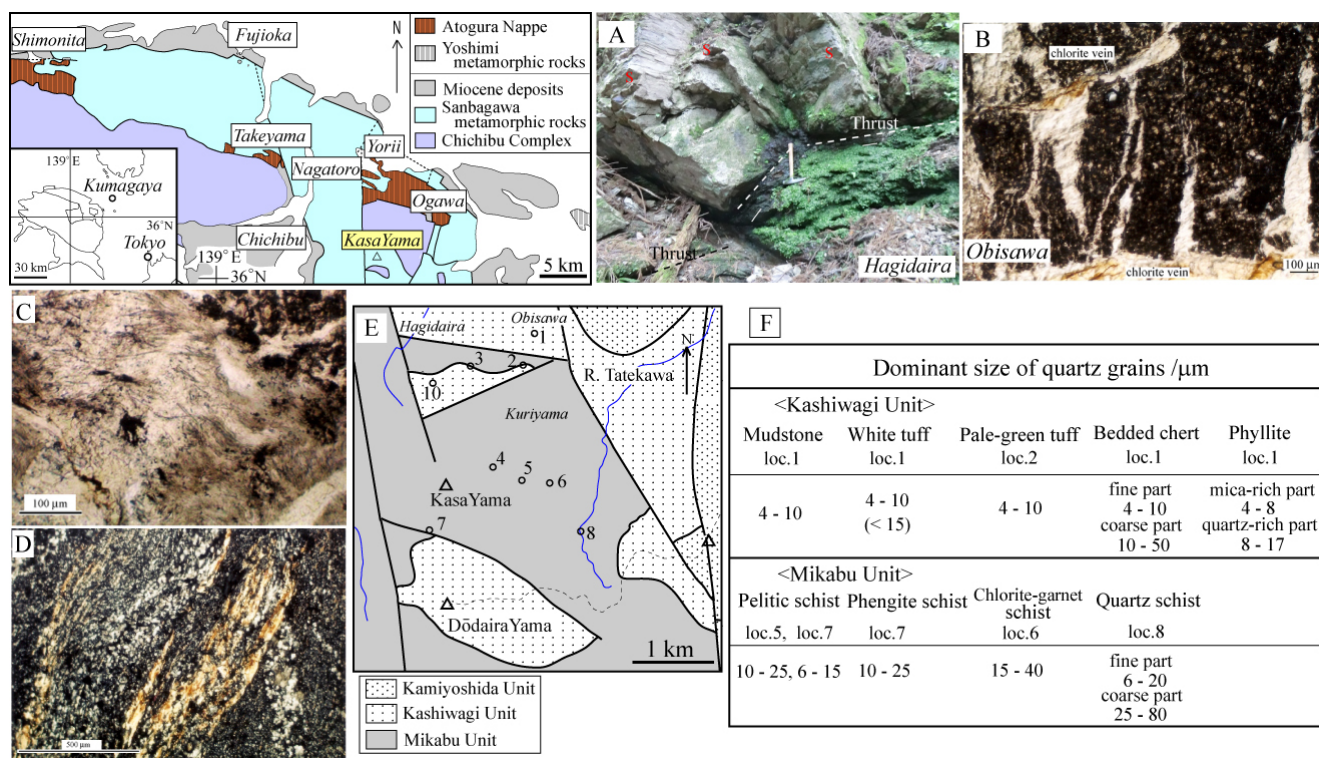 Shimonita
Fujioka
N
Atogura Nappe
Yoshimi
metamorphic rocks
Miocene deposits
Sanbagawa
metamorphic rocks
Chichibu Complex
Takeyama
Yorii
Nagatoro
Ogawa
139° E
Kumagaya
36°N
Tokyo
30 km
Chichibu
KasaYama
139° E
36° N
5 km
A
S
S
S
Thrust
Thrust
Hagidaira
B
chlorite vein
Obisawa
chlorite vein
100 µm
C
100 µm
D
500 µm
E
Hagidaira
Obisawa
1
3
2
N
R. Tatekawa
10
Kuriyama
4
5
6
KasaYama
7
8
DōdairaYama
1 km
Kamiyoshida Unit
Kashiwagi Unit
Mikabu Unit
F
Dominant size of quartz grains /µm
<Kashiwagi Unit>
Mudstone White tuff Pale-green tuff Bedded chert Phyllite
loc.1 loc.1 loc.2 loc.1 loc.1
4 - 10 4 - 10 (< 15) 4 - 10 fine part 4 - 10 coarse part 10 - 50 mica-rich part 4 - 8 quartz-rich part 8 - 17
<Mikabu Unit>
Pelitic schist Phengite schist Chlorite-garnet schist Quartz schist
loc.5, loc.7 loc.7 loc.6 loc.8
10 - 25, 6 - 15 10 - 25 15 - 40 fine part 6 - 20 coarse part 25 - 80